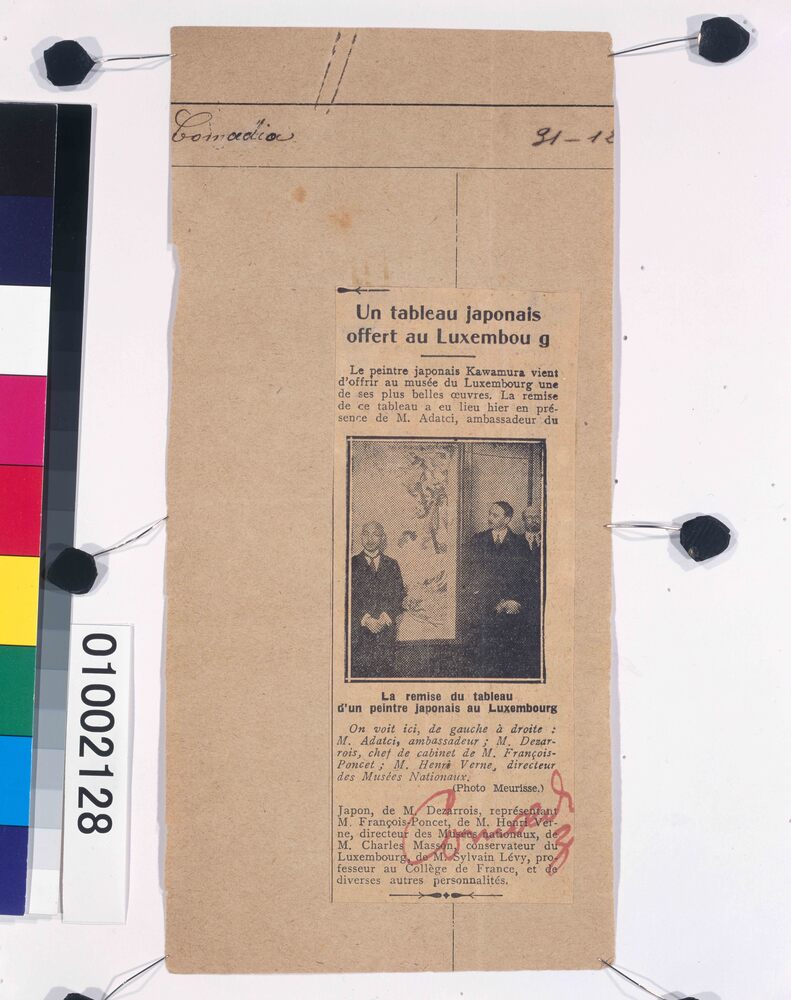 Comœdia 31-12
Un tableau japonais
offert au Luxembou g
Le peintre japonais Kawamura vient
d'offrir au musée du Luxembourg une
de ses plus belles œuvres. La remise
de ce tableau a eu lieu hier en pré-
sence de M. Adatci, ambassadeur du
La remise du tableau
d'un peintre japonais au Luxembourg
On voit ici, de gauche à droite :
M. Adatci, ambassadeur ; M. Dezar-
rois, chef de cabinet de M. François-
Poncet ; M. Henri Verne, directeur
des Musées Nationaux.
(Photo Meurisse.)
Japon, de M. Dezarrois, représentant
M. François-Poncet, de M. Henri Ver-
ne, directeur des Musées nationaux, de
M. Charles Masson, conservateur du
Luxembourg, de M. Sylvain Lévy, pro-
fesseur au Collège de France, et de
diverses autres personnalités.
01002128